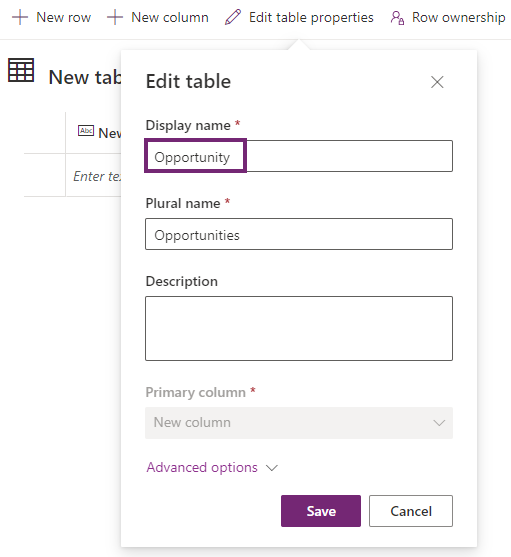 New row New column Edit table properties Row ownership
New tab
Edit table
Display name *
Abc New
Opportunity
Enter te
Plural name *
Opportunities
Description
Primary column *
New column
Advanced options
Save Cancel